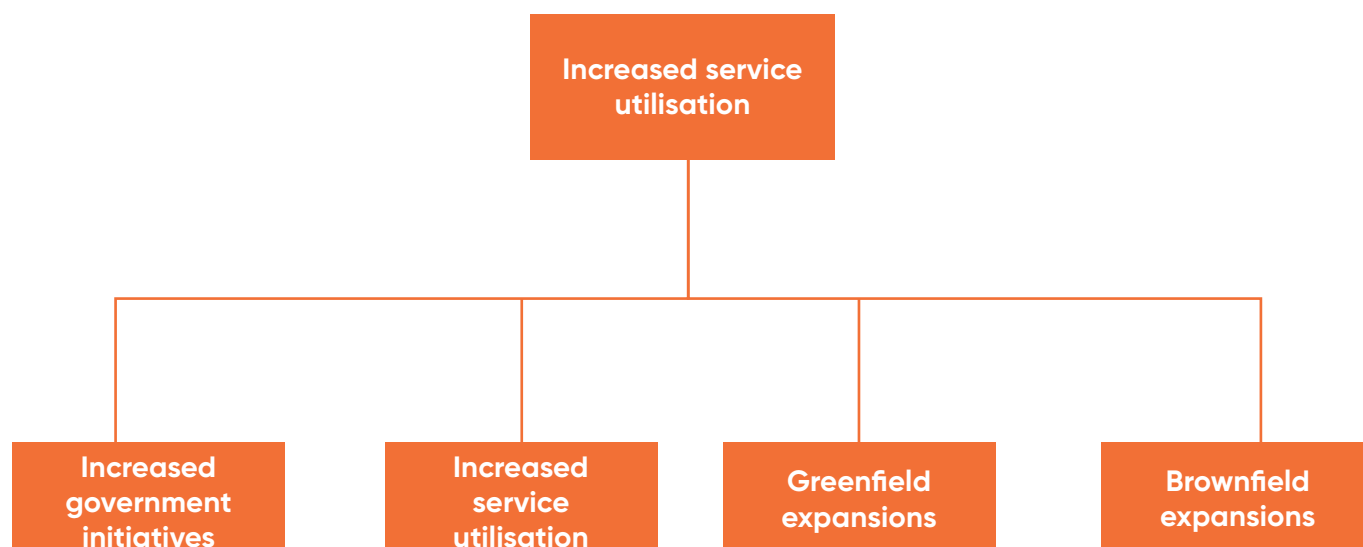 Increased service
utilisation
Increased
government
initiatives
Increased
service
utilisation
Greenfield
expansions
Brownfield
expansions